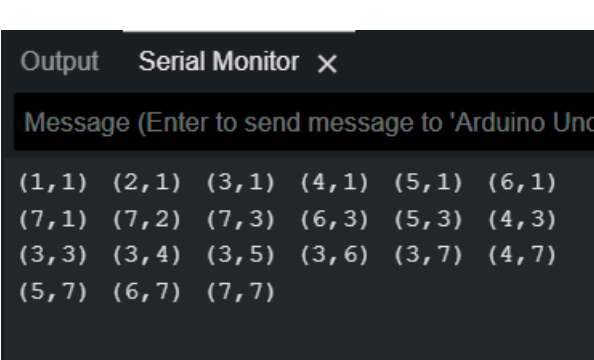 Output Serial Monitor ×
Message (Enter to send message to 'Arduino Uno
(1,1) (2,1) (3,1) (4,1) (5,1) (6,1)
(7,1) (7,2) (7,3) (6,3) (5,3) (4,3)
(3,3) (3,4) (3,5) (3,6) (3,7) (4,7)
(5,7) (6,7) (7,7)